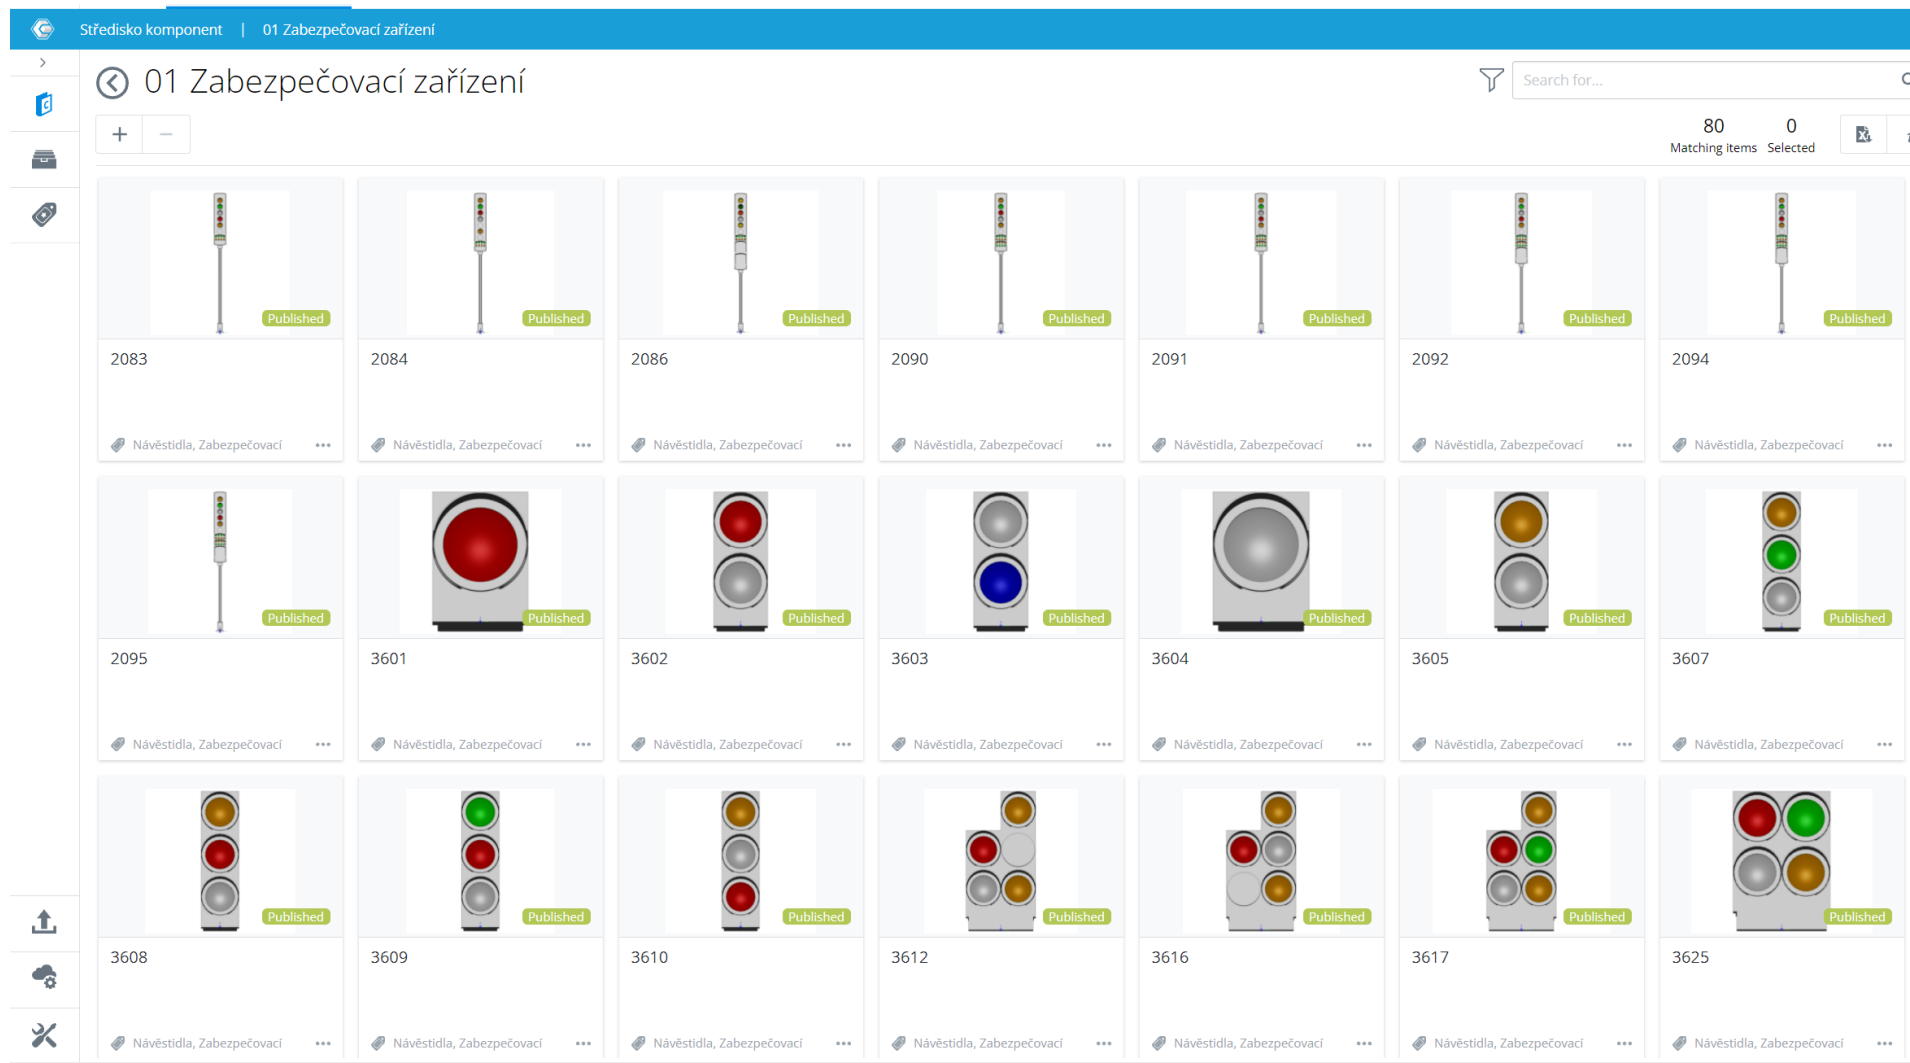 Středisko komponent | 01 Zabezpečovací zařízení
01 Zabezpečovací zařízení
Search for...
80 0
Matching items Selected
Published Published Published Published Published Published Published
2083 2084 2086 2090 2091 2092 2094
Návěstidla, Zabezpečovací Návěstidla, Zabezpečovací Návěstidla, Zabezpečovací Návěstidla, Zabezpečovací Návěstidla, Zabezpečovací Návěstidla, Zabezpečovací Návěstidla, Zabezpečovací
Published Published Published Published Published Published Published
2095 3601 3602 3603 3604 3605 3607
Návěstidla, Zabezpečovací Návěstidla, Zabezpečovací Návěstidla, Zabezpečovací Návěstidla, Zabezpečovací Návěstidla, Zabezpečovací Návěstidla, Zabezpečovací Návěstidla, Zabezpečovací
Published Published Published Published Published Published Published
3608 3609 3610 3612 3616 3617 3625
Návěstidla, Zabezpečovací Návěstidla, Zabezpečovací Návěstidla, Zabezpečovací Návěstidla, Zabezpečovací Návěstidla, Zabezpečovací Návěstidla, Zabezpečovací Návěstidla, Zabezpečovací